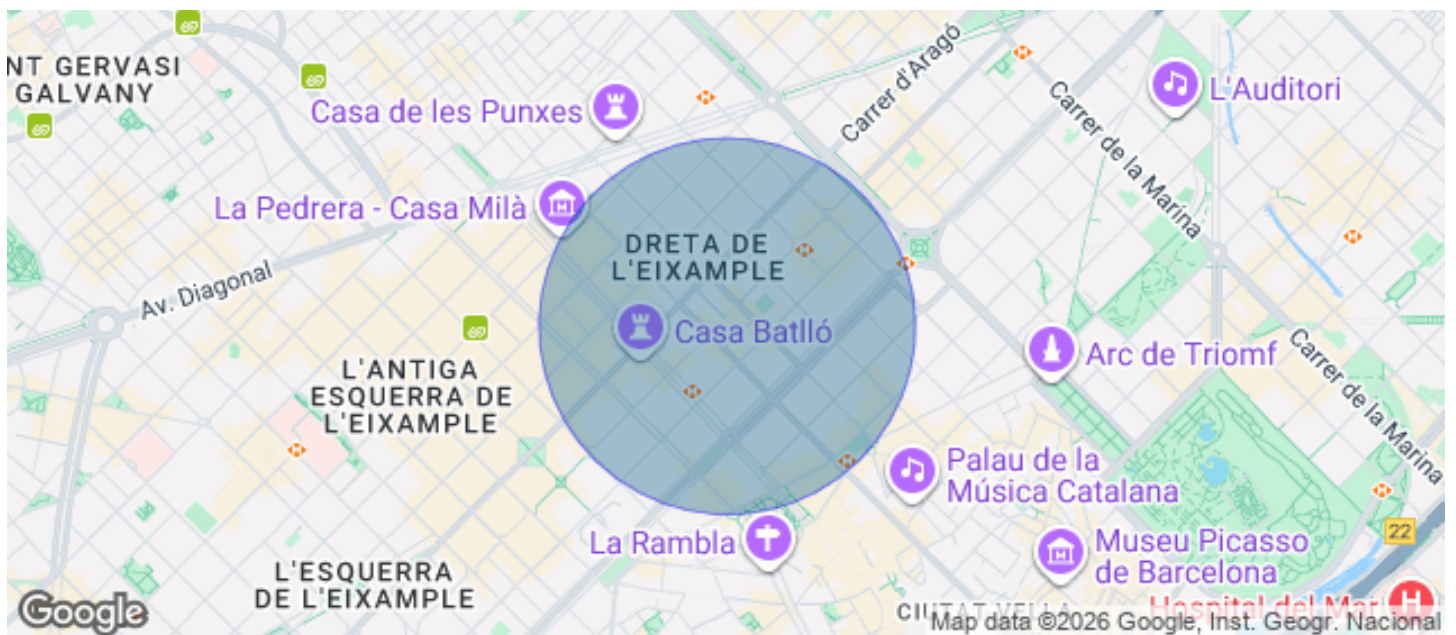 NT GERVASI
GALVANY
Casa de les Punxes
Carrer d'Aragó
L'Auditori
Carrer de la Marina
La Pedrera - Casa Milà
DRETA DE
L'EIXAMPLE
Av. Diagonal
Casa Batlló
Arc de Triomf
Carrer de la Marina
L'ANTIGA
ESQUERRA DE
L'EIXAMPLE
Palau de la
Música Catalana
La Rambla
22
Museu Picasso
de Barcelona
L'ESQUERRA
DE L'EIXAMPLE
CIUTAT VELLA
Hospital del Mar
H
Google
Map data ©2026 Google, Inst. Geogr. Nacional